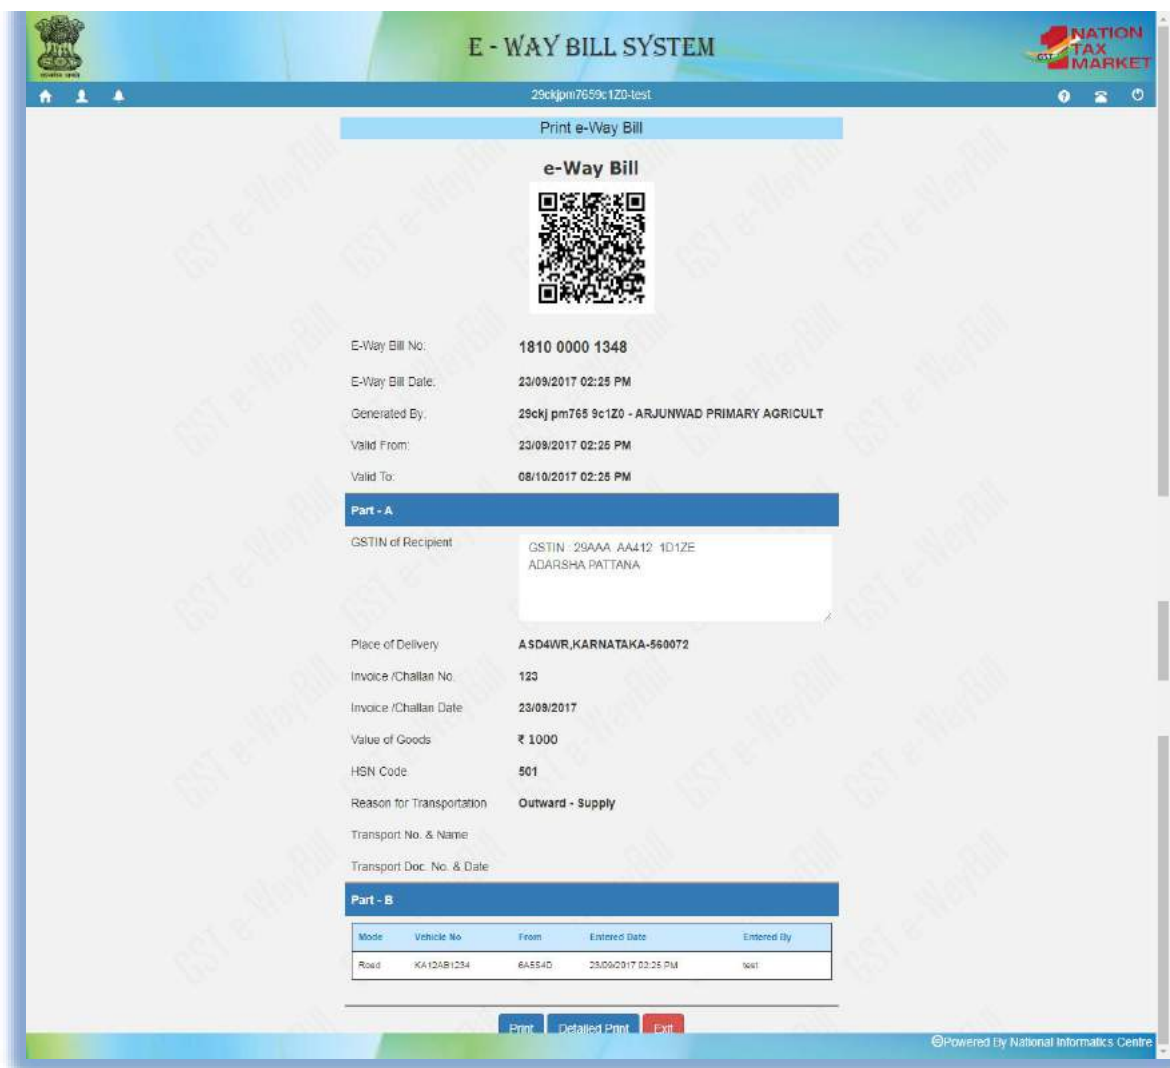 E - WAY BILL SYSTEM
GST NATION
TAX
MARKET
29ckjpm7659c1Z0-test
Print e-Way Bill
e-Way Bill
E-Way Bill No: 1810 0000 1348
E-Way Bill Date: 23/09/2017 02:25 PM
Generated By: 29ckj pm765 9c1Z0 - ARJUNWAD PRIMARY AGRICULT
Valid From: 23/09/2017 02:25 PM
Valid To: 08/10/2017 02:25 PM
Part - A
GSTIN of Recipient GSTIN : 29AAA AA412 1D1ZE
ADARSHA PATTANA
Place of Delivery ASD4WR,KARNATAKA-560072
Invoice /Challan No. 123
Invoice /Challan Date 23/09/2017
Value of Goods ₹ 1000
HSN Code 501
Reason for Transportation Outward - Supply
Transport No. & Name
Transport Doc. No. & Date
Part - B
Mode Vehicle No From Entered Date Entered By
Road KA12AB1234 6A5S4D 23/09/2017 02:25 PM test
Print Detailed Print Exit
©Powered By National Informatics Centre
GST e-WayBill